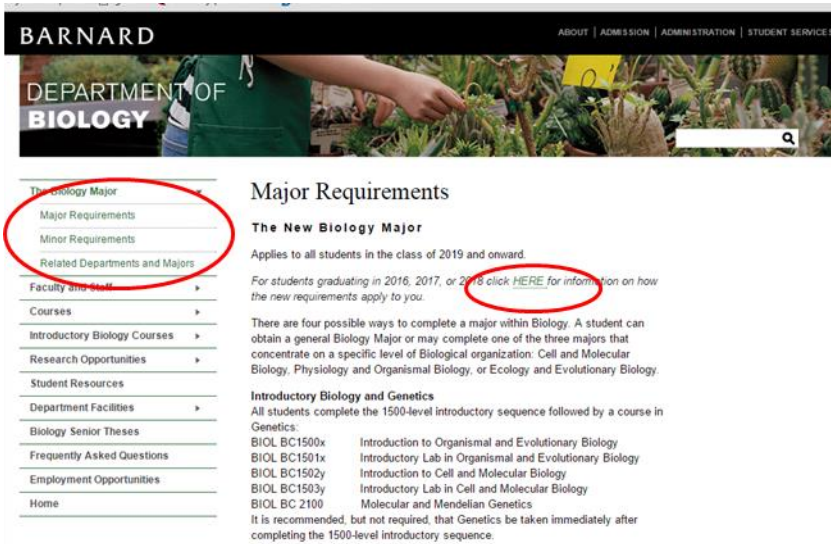 BARNARD
ABOUT | ADMISSION | ADMINISTRATION | STUDENT SERVICES
DEPARTMENT OF
BIOLOGY
The Biology Major
Major Requirements
Minor Requirements
Related Departments and Majors
Faculty and Staff
Courses
Introductory Biology Courses
Research Opportunities
Student Resources
Department Facilities
Biology Senior Theses
Frequently Asked Questions
Employment Opportunities
Home
Major Requirements
The New Biology Major
Applies to all students in the class of 2019 and onward.
For students graduating in 2016, 2017, or 2018 click HERE for information on how
the new requirements apply to you.
There are four possible ways to complete a major within Biology. A student can
obtain a general Biology Major or may complete one of the three majors that
concentrate on a specific level of Biological organization: Cell and Molecular
Biology, Physiology and Organismal Biology, or Ecology and Evolutionary Biology.
Introductory Biology and Genetics
All students complete the 1500-level introductory sequence followed by a course in
Genetics:
BIOL BC1500x Introduction to Organismal and Evolutionary Biology
BIOL BC1501x Introductory Lab in Organismal and Evolutionary Biology
BIOL BC1502y Introduction to Cell and Molecular Biology
BIOL BC1503y Introductory Lab in Cell and Molecular Biology
BIOL BC 2100 Molecular and Mendelian Genetics
It is recommended, but not required, that Genetics be taken immediately after
completing the 1500-level introductory sequence.